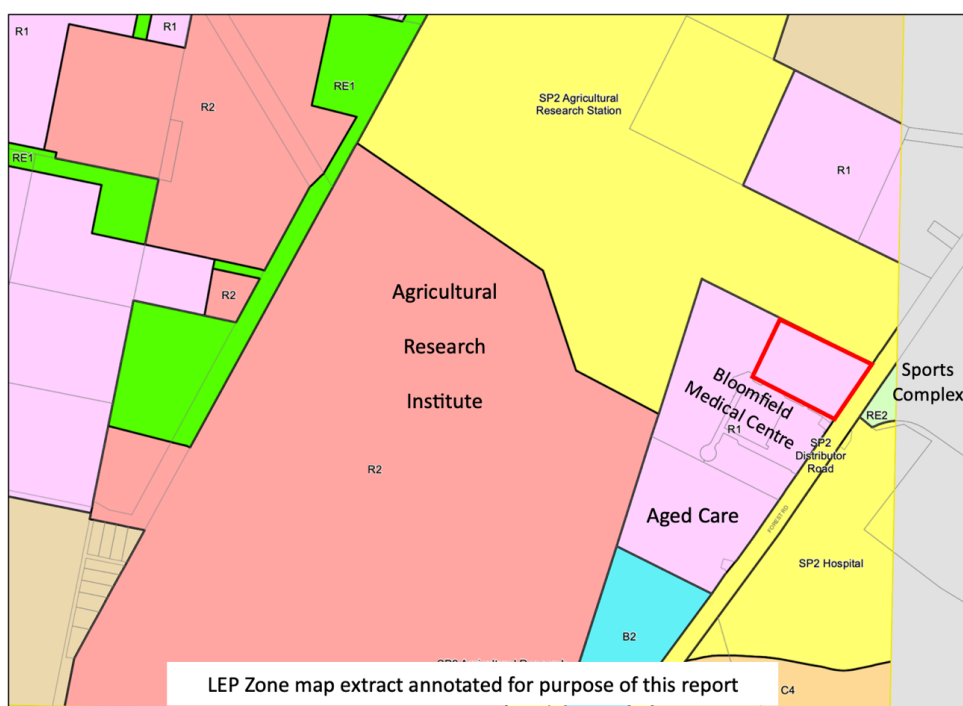 R1
R1
R2
RE1
SP2 Agricultural
Research Station
RE1
R1
R2
Agricultural
Research
Institute
Sports
Complex
Bloomfield
Medical Centre
RE2
R1
SP2
Distributor
Road
R2
Aged Care
FOREST RD
SP2 Hospital
B2
LEP Zone map extract annotated for purpose of this report
C4